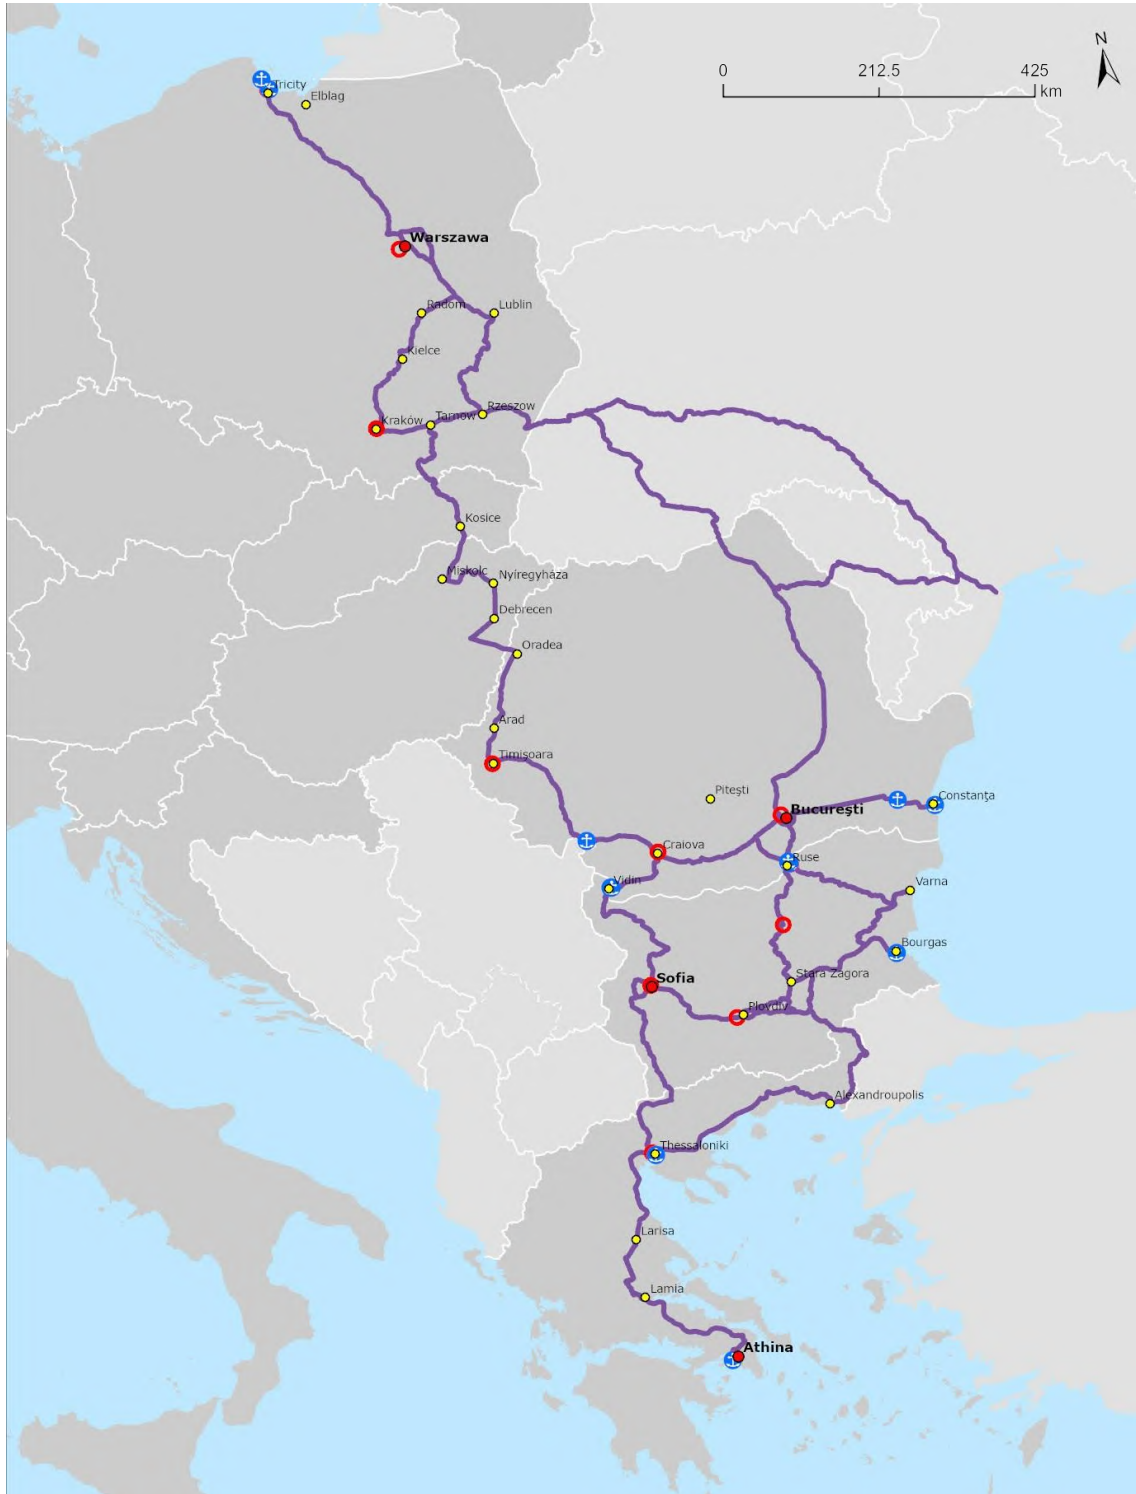 N
0 212.5 425
km
Tricity
Elblag
Warszawa
Radom
Lublin
Kielce
Rzeszow
Tarnow
Kraków
Kosice
Miskolc
Nyíregyháza
Debrecen
Oradea
Arad
Timişoara
Piteşti
Constanţa
Bucureşti
Craiova
Ruse
Vidin
Varna
Bourgas
Stara Zagora
Sofia
Plovdiv
Alexandroupolis
Thessaloniki
Larisa
Lamia
Athina